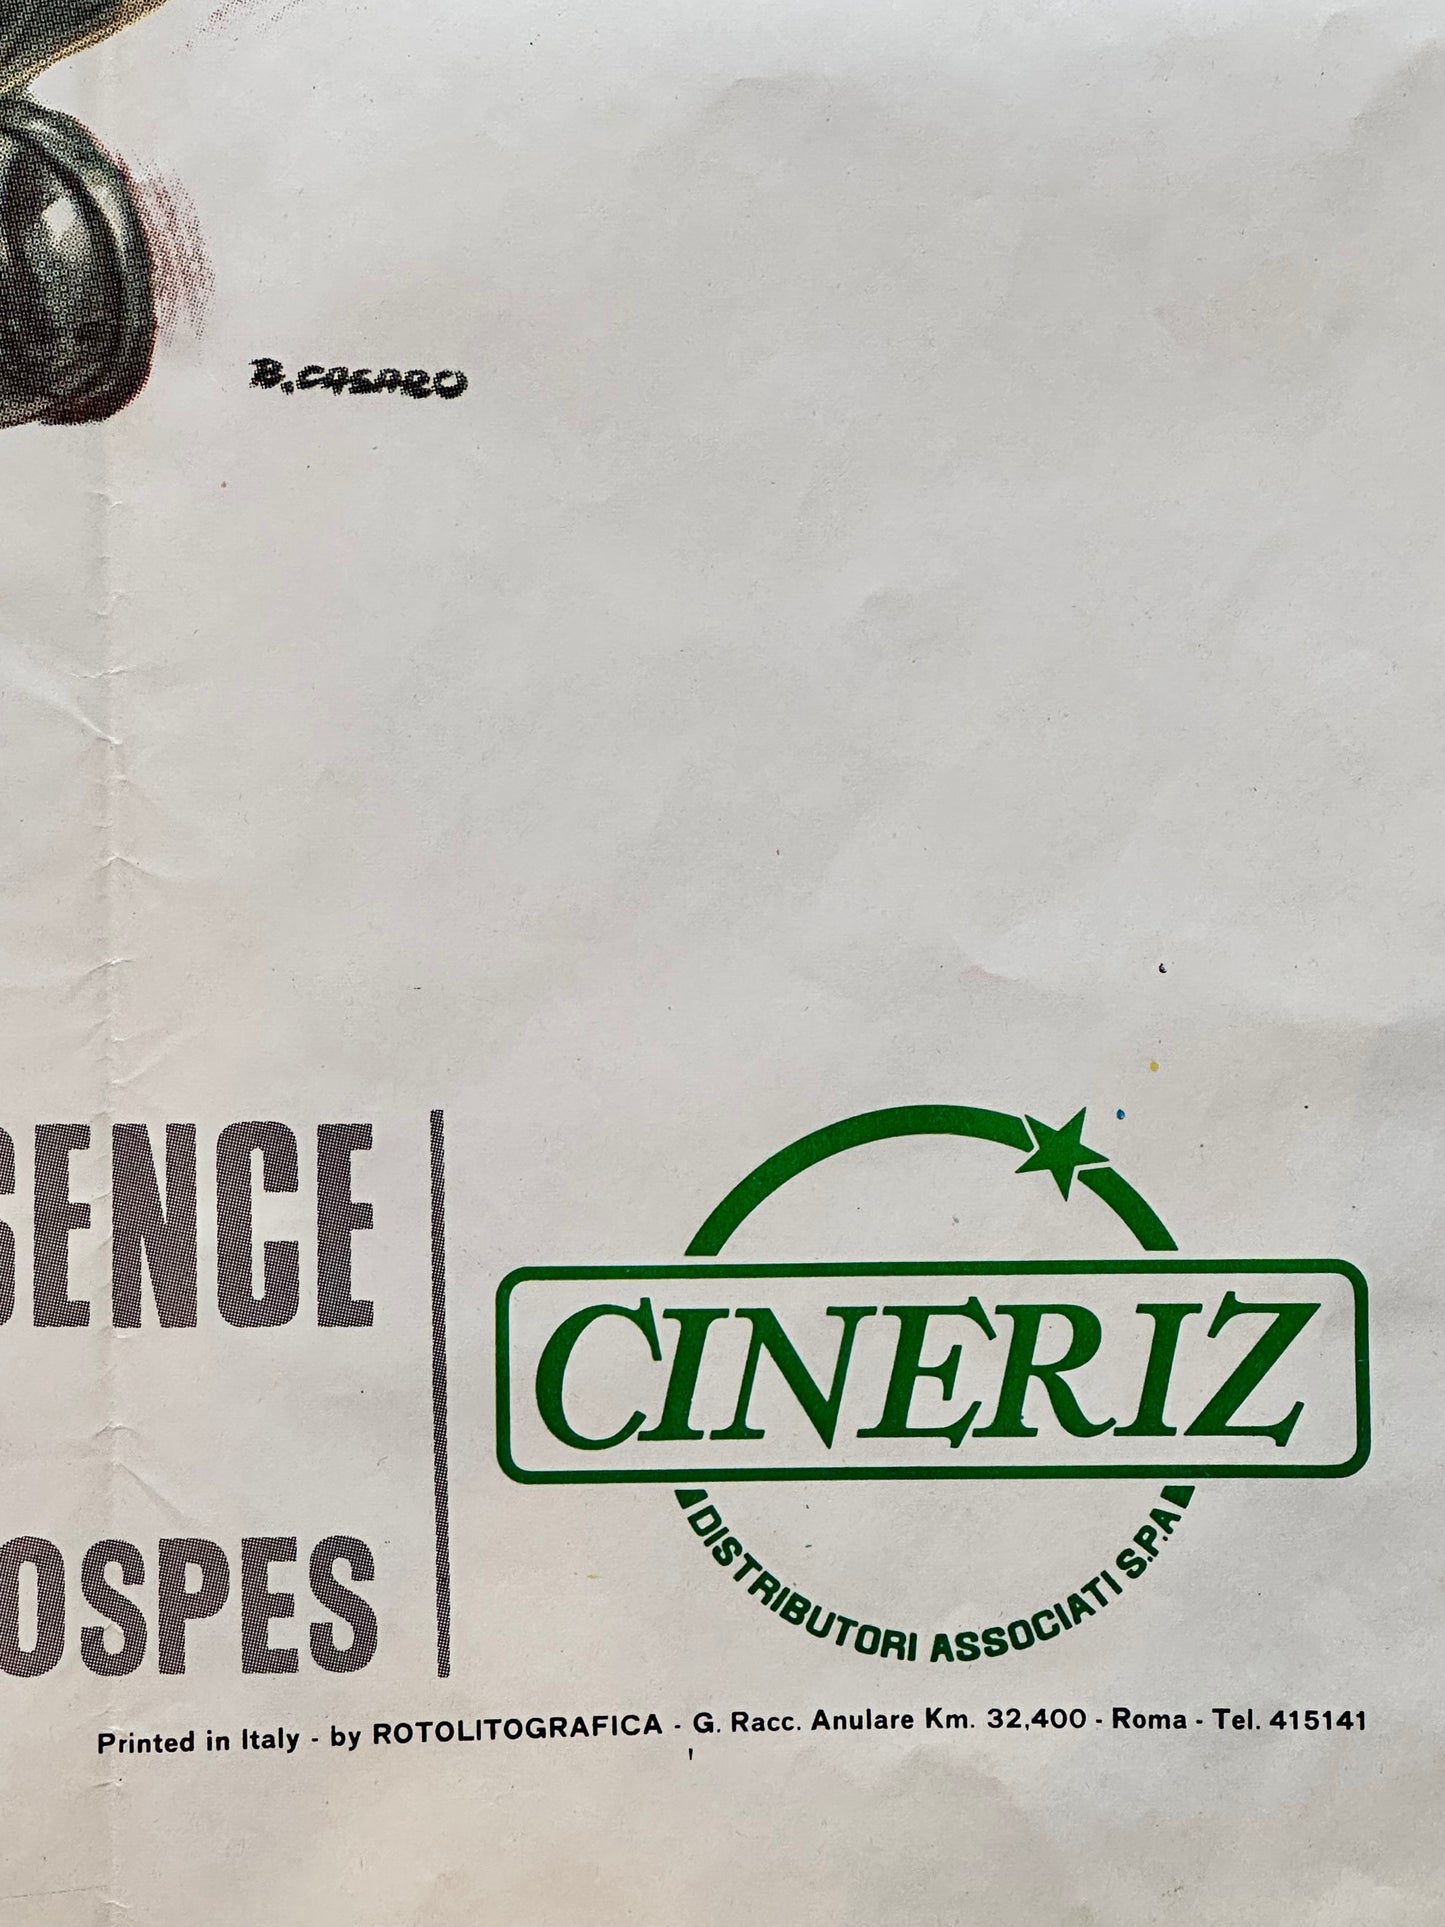 B.CASARO
SENCE
OSPES
CINERIZ
DISTRIBUTORI ASSOCIATI S.P.A
Printed in Italy - by ROTOLITOGRAFICA - G. Racc. Anulare Km. 32,400 - Roma - Tel. 415141